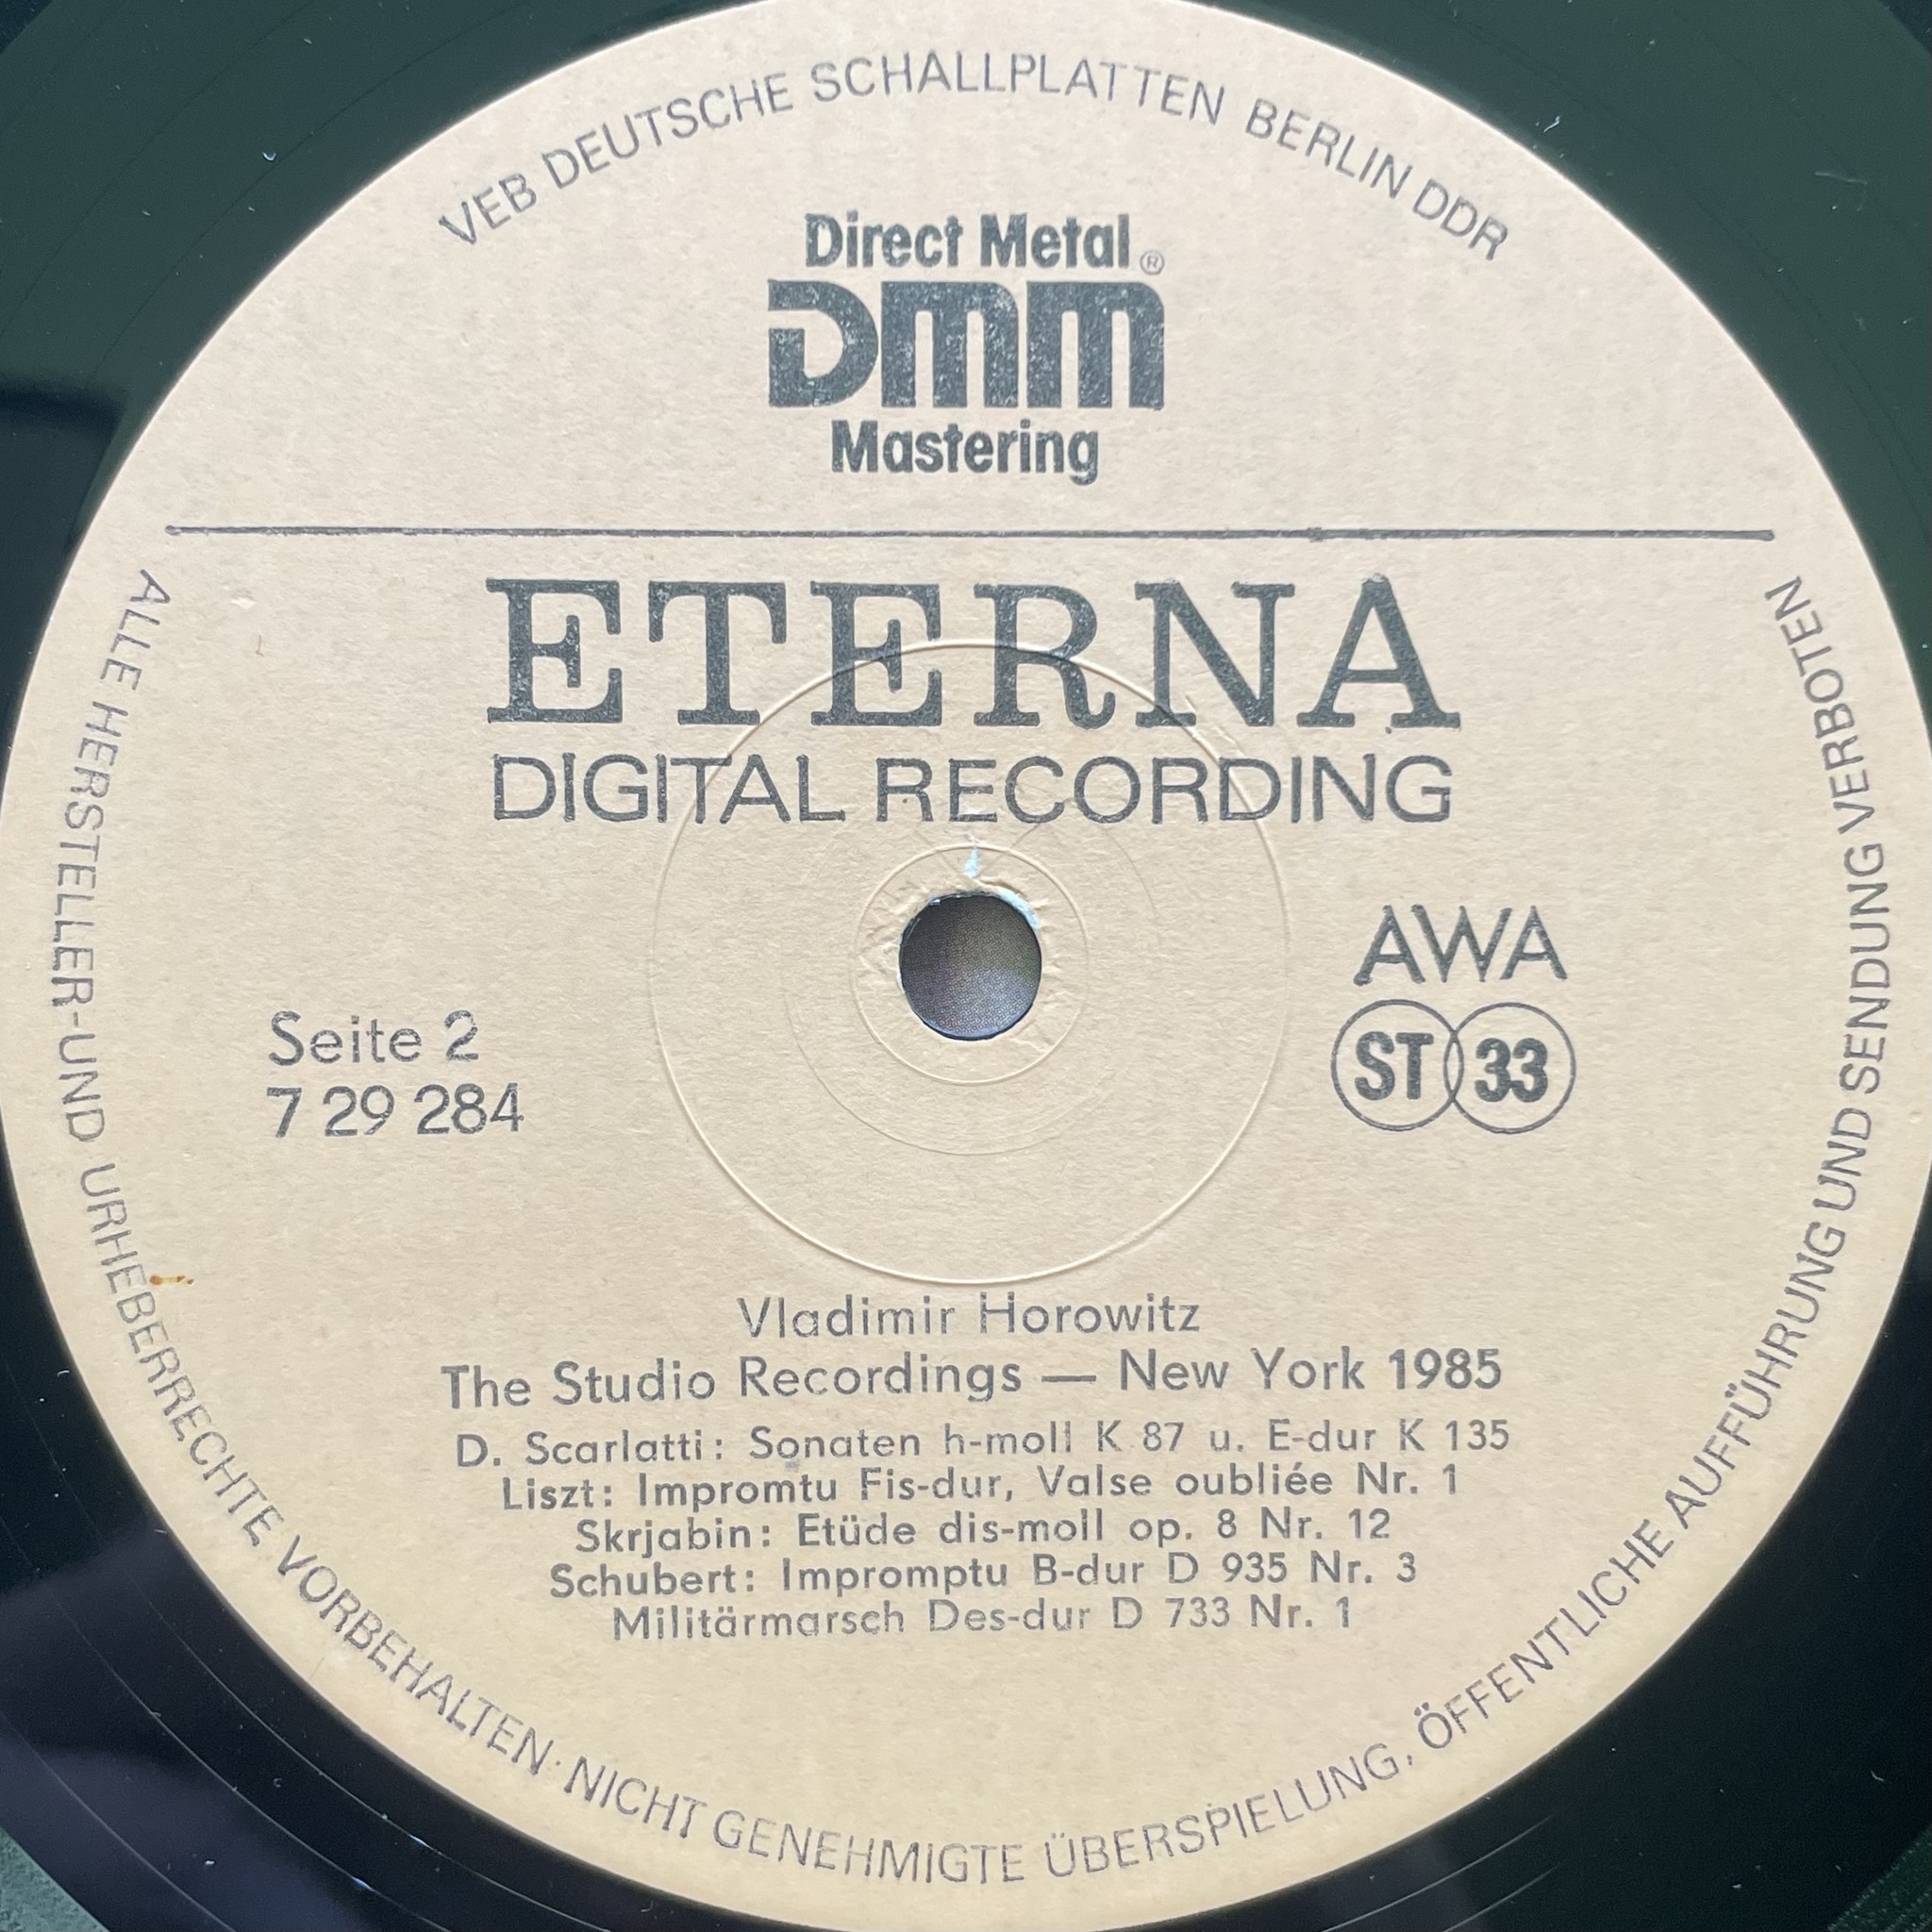 VEB DEUTSCHE SCHALLPLATTEN BERLIN DDR
Direct Metal ®
DMM
Mastering
ETERNA
DIGITAL RECORDING
AWA
ST 33
Seite 2
7 29 284
Vladimir Horowitz
The Studio Recordings — New York 1985
D. Scarlatti: Sonaten h-moll K 87 u. E-dur K 135
Liszt: Impromtu Fis-dur, Valse oubliée Nr. 1
Skrjabin: Etüde dis-moll op. 8 Nr. 12
Schubert: Impromptu B-dur D 935 Nr. 3
Militärmarsch Des-dur D 733 Nr. 1
ALLE HERSTELLER-UND URHEBERRECHTE VORBEHALTEN · NICHT GENEHMIGTE ÜBERSPIELUNG, ÖFFENTLICHE AUFFÜHRUNG UND SENDUNG VERBOTEN